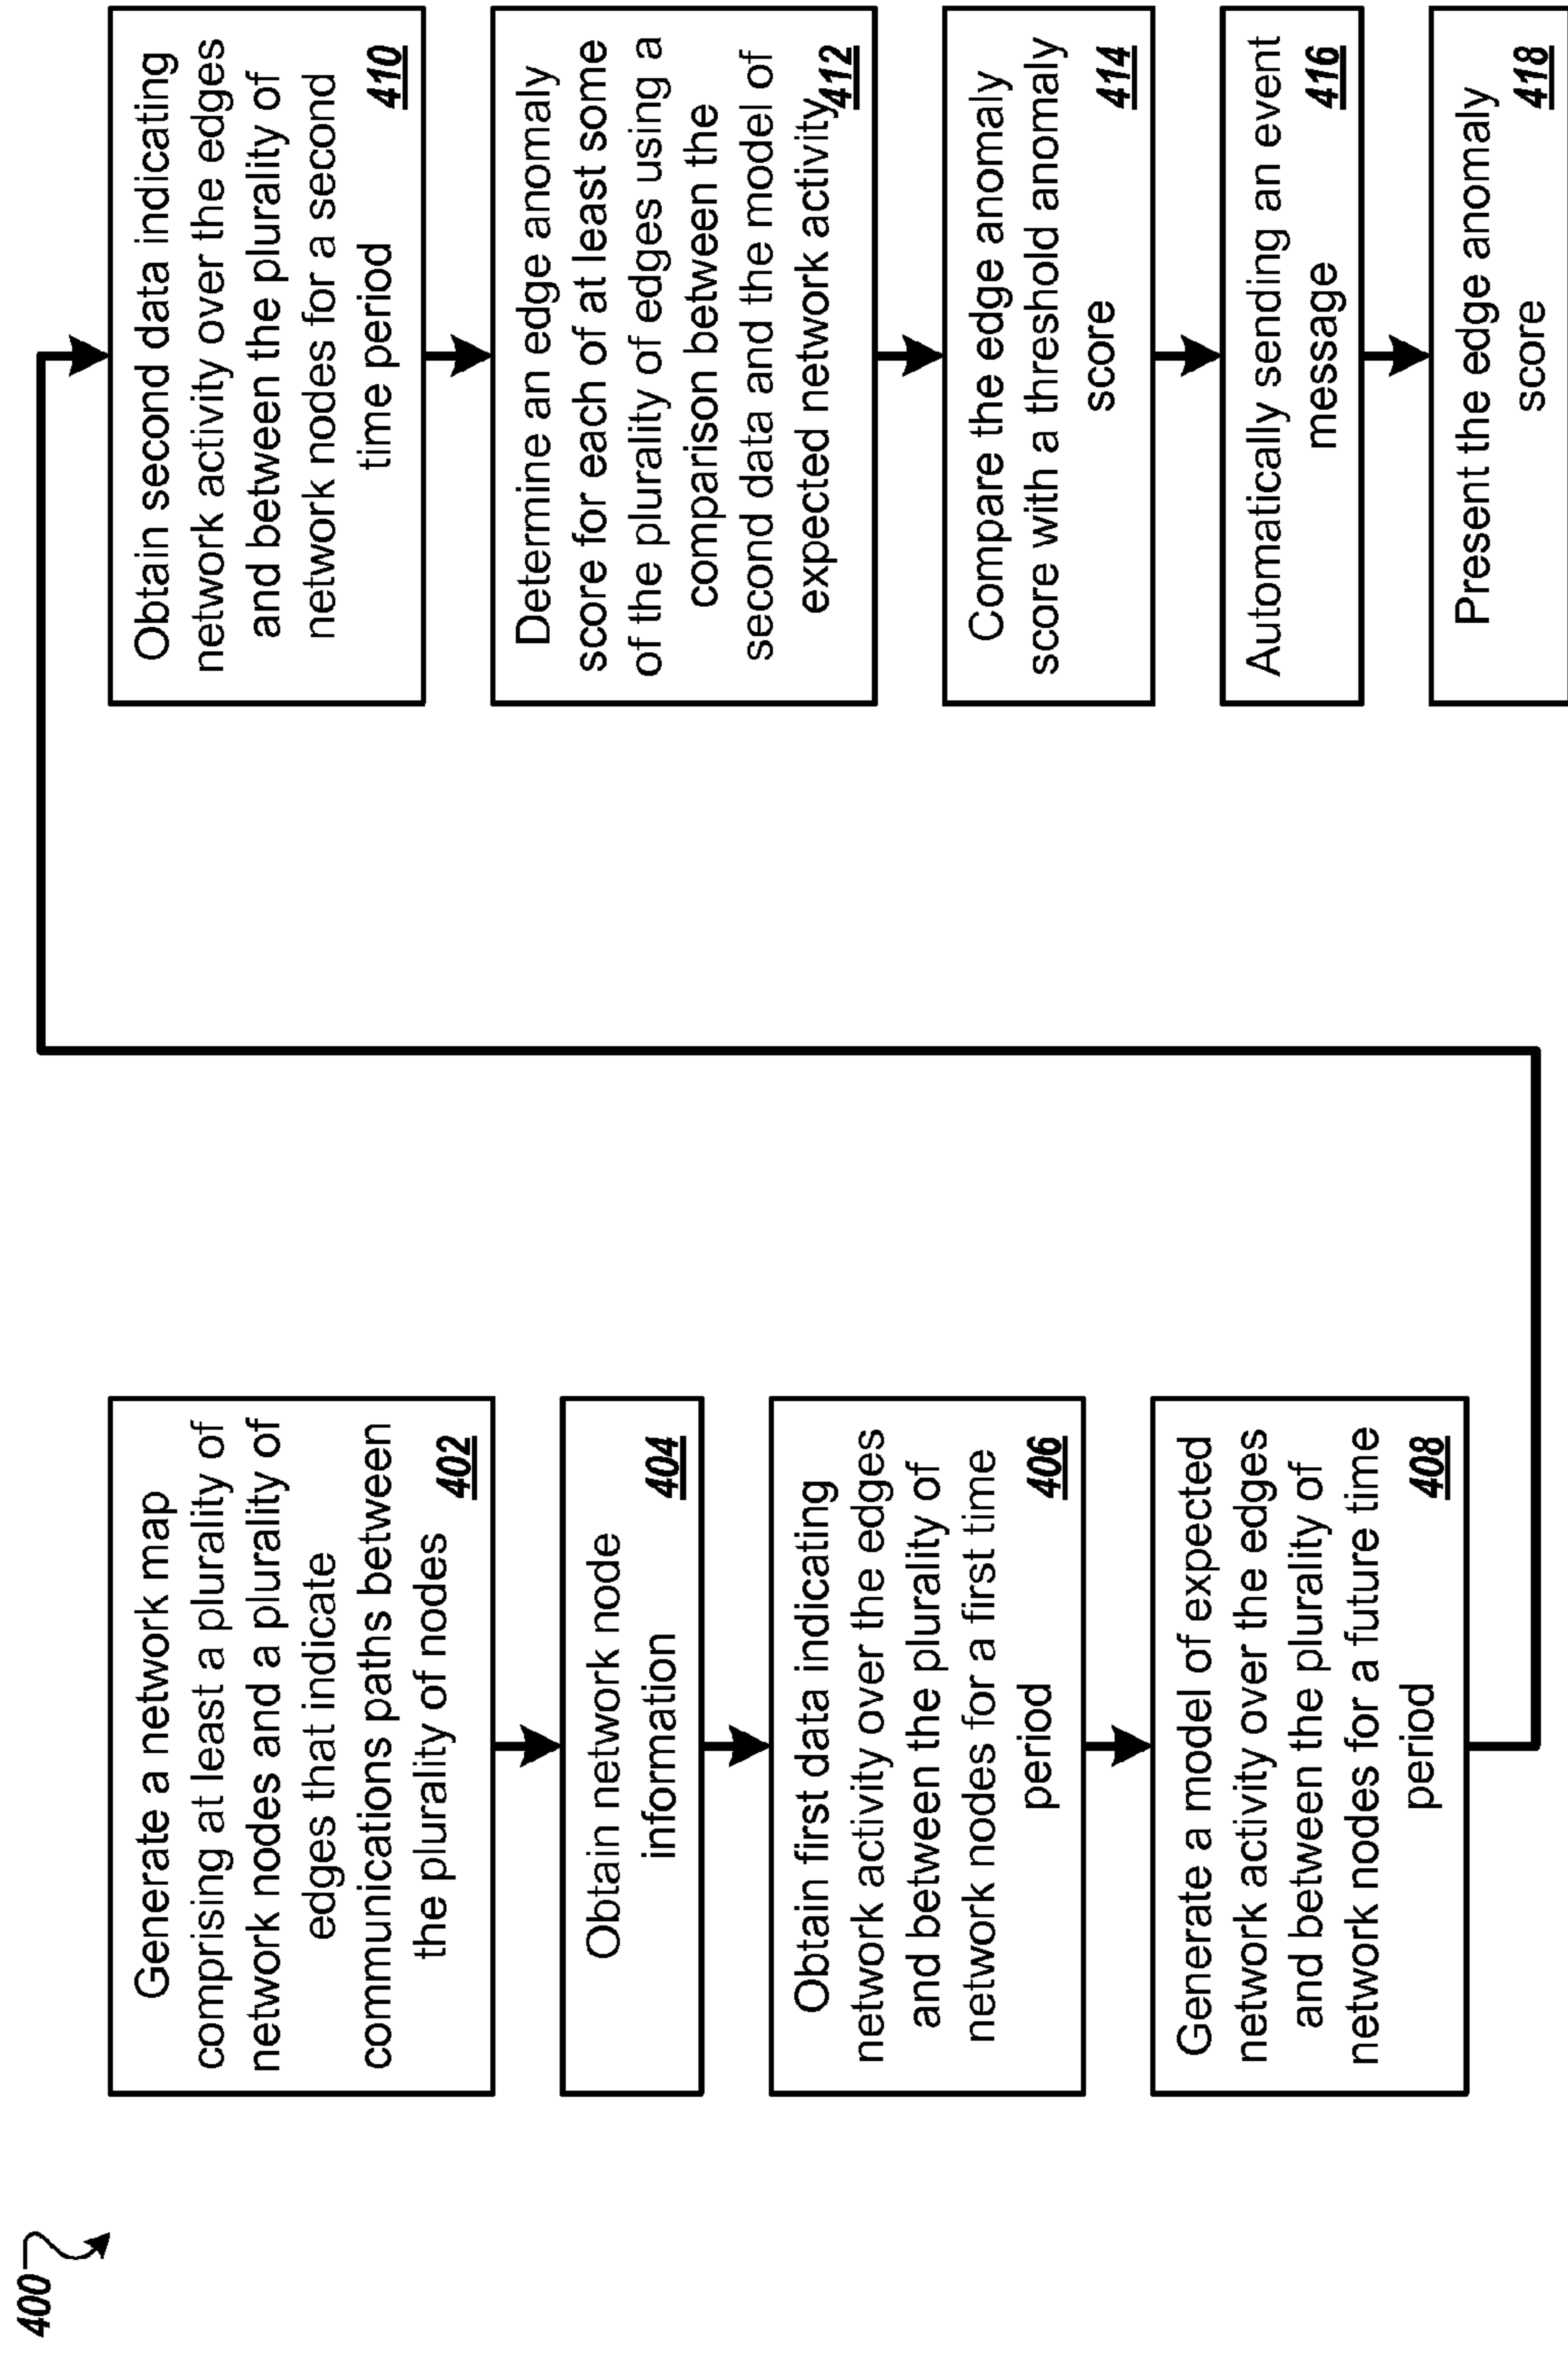 400
Generate a network map
comprising at least a plurality of
network nodes and a plurality of
edges that indicate
communications paths between
the plurality of nodes
402
Obtain network node
information
404
Obtain first data indicating
network activity over the edges
and between the plurality of
network nodes for a first time
period
406
Generate a model of expected
network activity over the edges
and between the plurality of
network nodes for a future time
period
408
Obtain second data indicating
network activity over the edges
and between the plurality of
network nodes for a second
time period
410
Determine an edge anomaly
score for each of at least some
of the plurality of edges using a
comparison between the
second data and the model of
expected network activity
412
Compare the edge anomaly
score with a threshold anomaly
score
414
Automatically sending an event
message
416
Present the edge anomaly
score
418